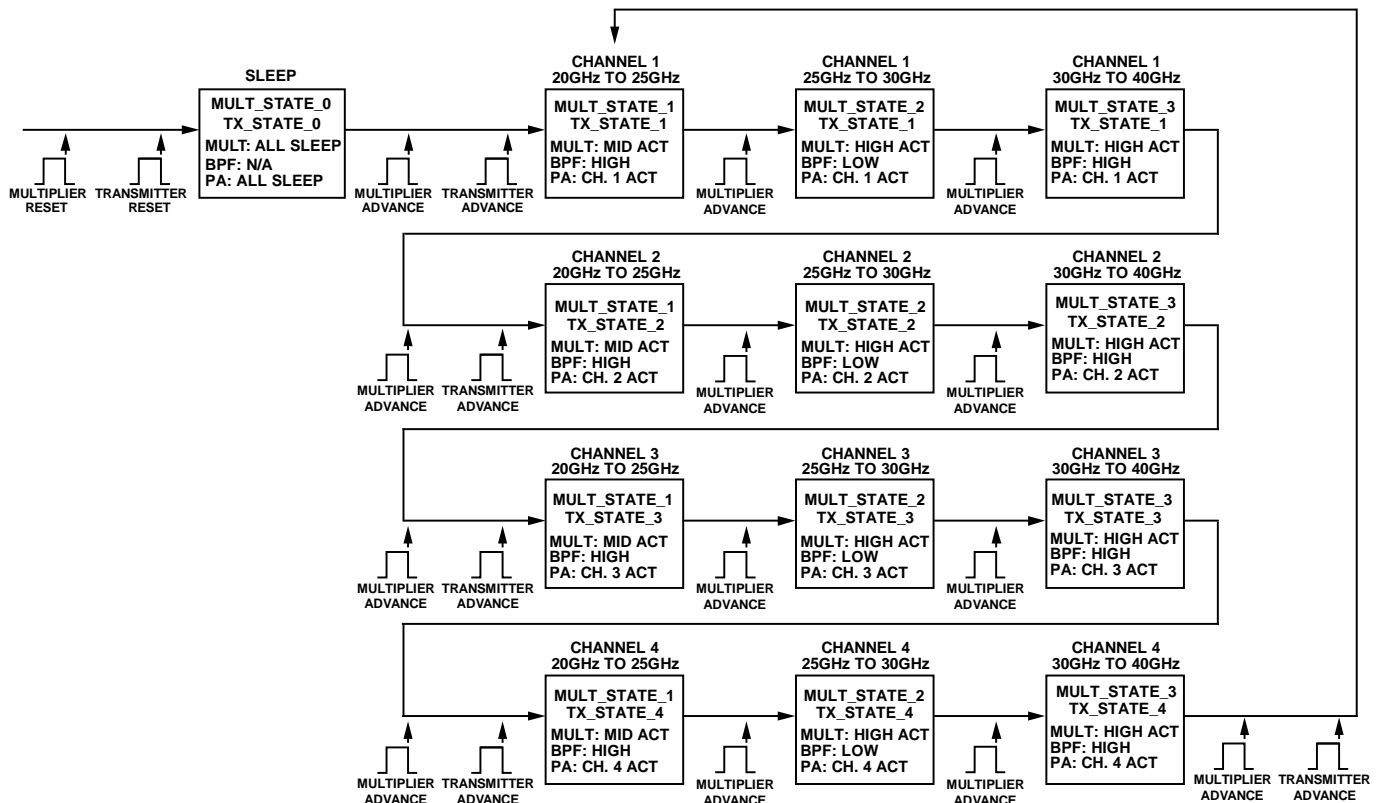 SLEEP
MULT_STATE_0
TX_STATE_0
MULT: ALL SLEEP
BPF: N/A
PA: ALL SLEEP
MULTIPLIER
RESET
TRANSMITTER
RESET
MULTIPLIER
ADVANCE
TRANSMITTER
ADVANCE
CHANNEL 1
20GHz TO 25GHz
MULT_STATE_1
TX_STATE_1
MULT: MID ACT
BPF: HIGH
PA: CH. 1 ACT
MULTIPLIER
ADVANCE
CHANNEL 1
25GHz TO 30GHz
MULT_STATE_2
TX_STATE_1
MULT: HIGH ACT
BPF: LOW
PA: CH. 1 ACT
MULTIPLIER
ADVANCE
CHANNEL 1
30GHz TO 40GHz
MULT_STATE_3
TX_STATE_1
MULT: HIGH ACT
BPF: HIGH
PA: CH. 1 ACT
MULTIPLIER
ADVANCE
TRANSMITTER
ADVANCE
CHANNEL 2
20GHz TO 25GHz
MULT_STATE_1
TX_STATE_2
MULT: MID ACT
BPF: HIGH
PA: CH. 2 ACT
MULTIPLIER
ADVANCE
CHANNEL 2
25GHz TO 30GHz
MULT_STATE_2
TX_STATE_2
MULT: HIGH ACT
BPF: LOW
PA: CH. 2 ACT
MULTIPLIER
ADVANCE
CHANNEL 2
30GHz TO 40GHz
MULT_STATE_3
TX_STATE_2
MULT: HIGH ACT
BPF: HIGH
PA: CH. 2 ACT
MULTIPLIER
ADVANCE
TRANSMITTER
ADVANCE
CHANNEL 3
20GHz TO 25GHz
MULT_STATE_1
TX_STATE_3
MULT: MID ACT
BPF: HIGH
PA: CH. 3 ACT
MULTIPLIER
ADVANCE
CHANNEL 3
25GHz TO 30GHz
MULT_STATE_2
TX_STATE_3
MULT: HIGH ACT
BPF: LOW
PA: CH. 3 ACT
MULTIPLIER
ADVANCE
CHANNEL 3
30GHz TO 40GHz
MULT_STATE_3
TX_STATE_3
MULT: HIGH ACT
BPF: HIGH
PA: CH. 3 ACT
MULTIPLIER
ADVANCE
TRANSMITTER
ADVANCE
CHANNEL 4
20GHz TO 25GHz
MULT_STATE_1
TX_STATE_4
MULT: MID ACT
BPF: HIGH
PA: CH. 4 ACT
MULTIPLIER
ADVANCE
CHANNEL 4
25GHz TO 30GHz
MULT_STATE_2
TX_STATE_4
MULT: HIGH ACT
BPF: LOW
PA: CH. 4 ACT
MULTIPLIER
ADVANCE
CHANNEL 4
30GHz TO 40GHz
MULT_STATE_3
TX_STATE_4
MULT: HIGH ACT
BPF: HIGH
PA: CH. 4 ACT
MULTIPLIER
ADVANCE
TRANSMITTER
ADVANCE